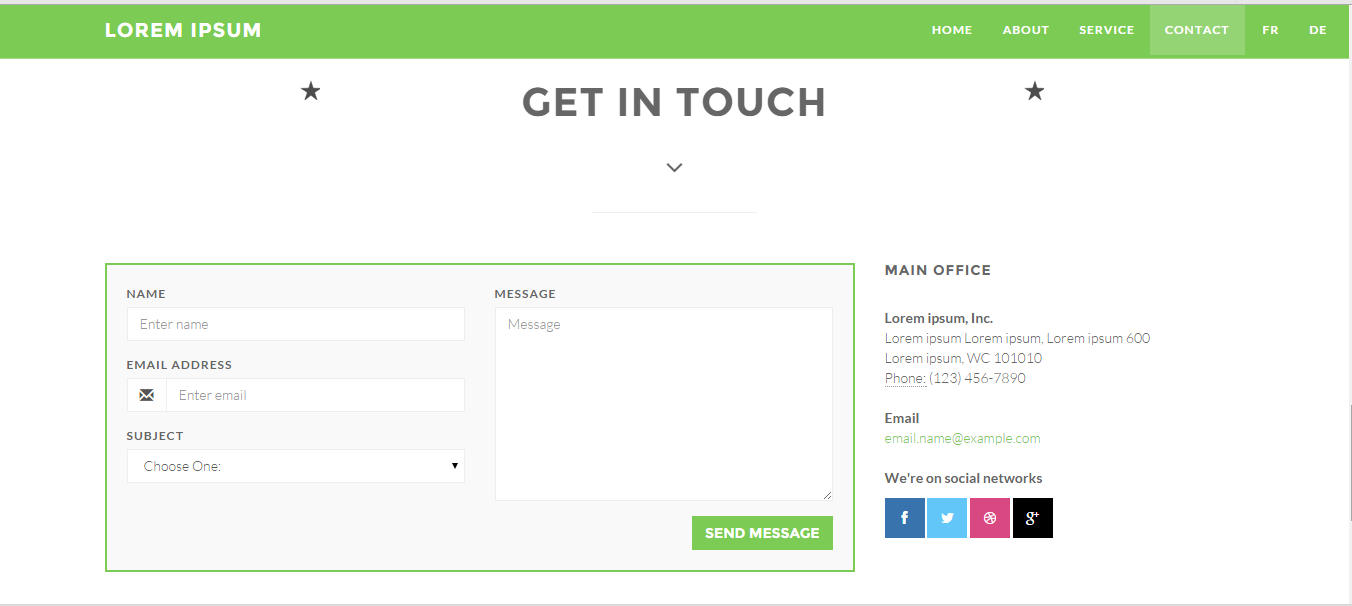 LOREM IPSUM
HOME ABOUT SERVICE CONTACT FR DE
GET IN TOUCH
NAME
Enter name
EMAIL ADDRESS
Enter email
SUBJECT
Choose One:
MESSAGE
Message
SEND MESSAGE
MAIN OFFICE
Lorem ipsum, Inc.
Lorem ipsum Lorem ipsum, Lorem ipsum 600
Lorem ipsum, WC 101010
Phone: (123) 456-7890
Email
email.name@example.com
We're on social networks